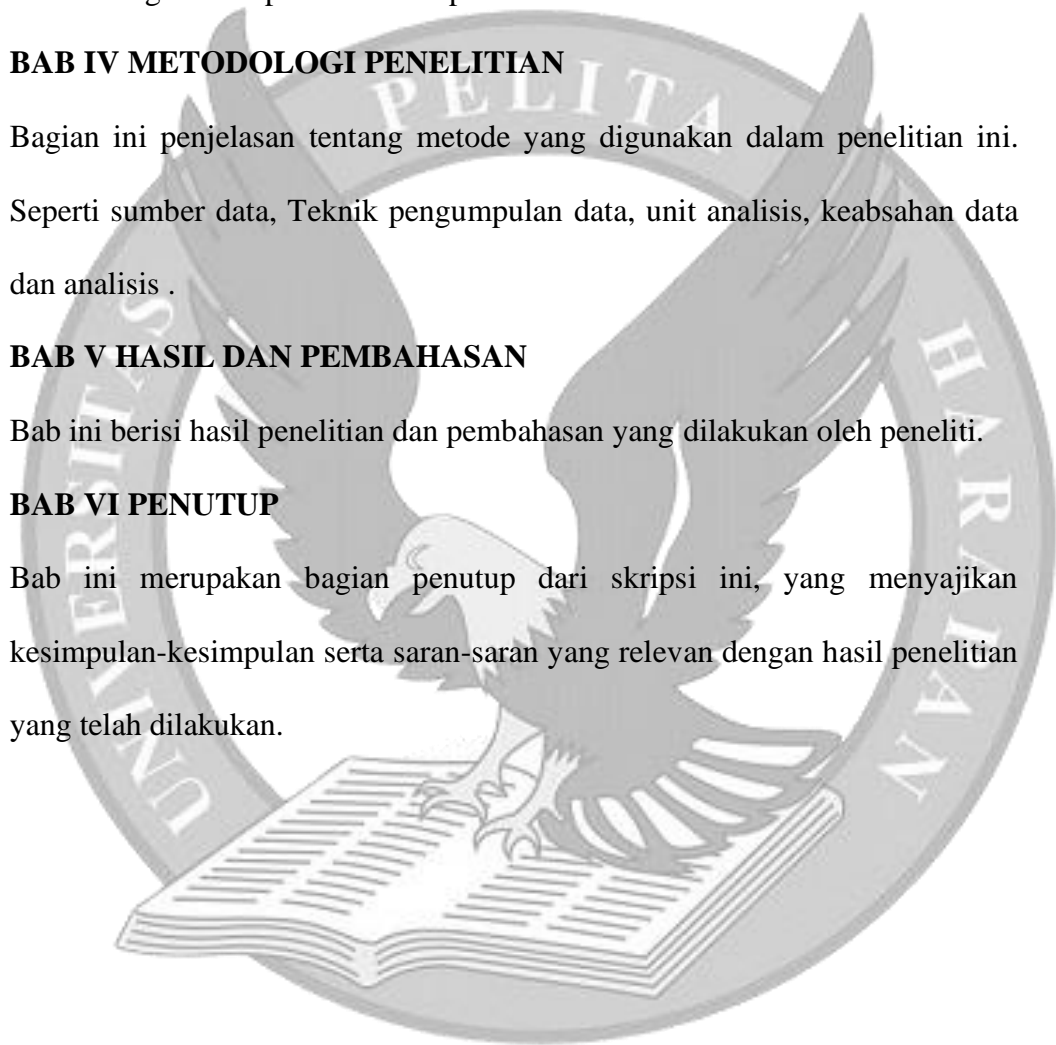 BAB IV METODOLOGI PENELITIAN
Bagian ini penjelasan tentang metode yang digunakan dalam penelitian ini.
Seperti sumber data, Teknik pengumpulan data, unit analisis, keabsahan data
dan analisis .
BAB V HASIL DAN PEMBAHASAN
Bab ini berisi hasil penelitian dan pembahasan yang dilakukan oleh peneliti.
BAB VI PENUTUP
Bab ini merupakan bagian penutup dari skripsi ini, yang menyajikan
kesimpulan-kesimpulan serta saran-saran yang relevan dengan hasil penelitian
yang telah dilakukan.
UNIVERSITAS PELITA HARAPAN